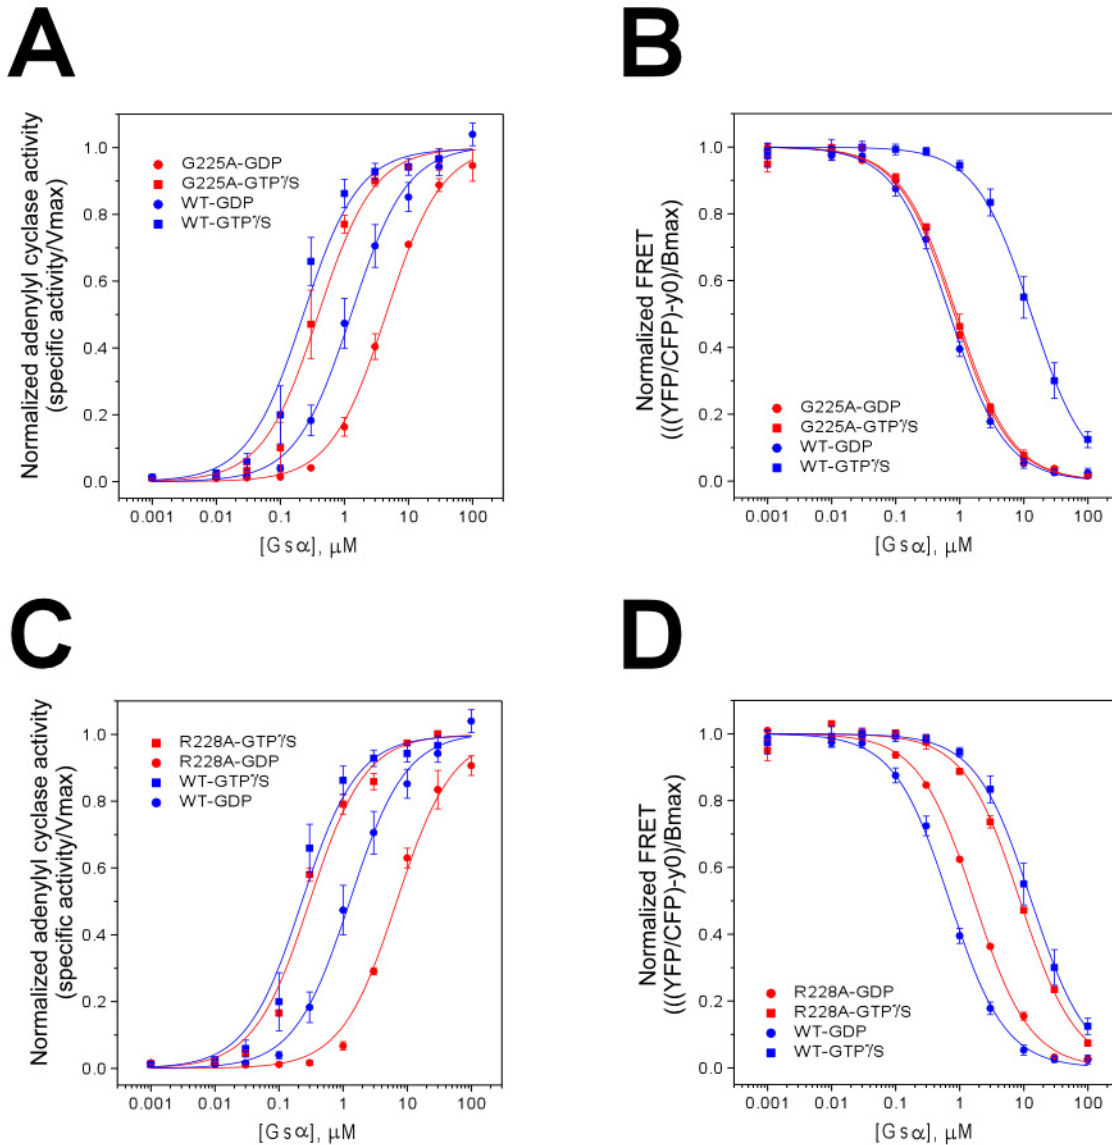 A
Normalized adenylyl cyclase activity
(specific activity/Vmax)
1.0
0.8
0.6
0.4
0.2
0.0
G225A-GDP
G225A-GTPγS
WT-GDP
WT-GTPγS
0.001 0.01 0.1 1 10 100
[Gsα], μM
B
Normalized FRET
(((YFP/CFP)-y0)/Bmax)
1.0
0.8
0.6
0.4
0.2
0.0
G225A-GDP
G225A-GTPγS
WT-GDP
WT-GTPγS
0.001 0.01 0.1 1 10 100
[Gsα], μM
C
Normalized adenylyl cyclase activity
(specific activity/Vmax)
1.0
0.8
0.6
0.4
0.2
0.0
R228A-GTPγS
R228A-GDP
WT-GTPγS
WT-GDP
0.001 0.01 0.1 1 10 100
[Gsα], μM
D
Normalized FRET
(((YFP/CFP)-y0)/Bmax)
1.0
0.8
0.6
0.4
0.2
0.0
R228A-GDP
R228A-GTPγS
WT-GDP
WT-GTPγS
0.001 0.01 0.1 1 10 100
[Gsα], μM